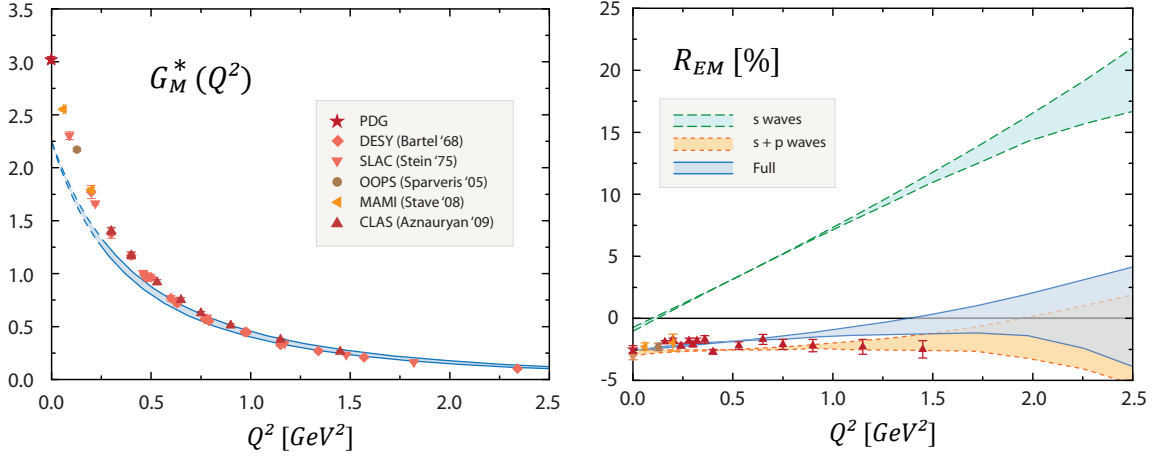 G_M^*(Q²)
3.5
3.0
2.5
2.0
1.5
1.0
0.5
0.0
PDG
DESY (Bartel ‘68)
SLAC (Stein ‘75)
OOPS (Sparveris ‘05)
MAMI (Stave ‘08)
CLAS (Aznauryan ‘09)
0.0 0.5 1.0 1.5 2.0 2.5
Q² [GeV²]
R_EM [%]
25
20
15
10
5
0
−5
s waves
s + p waves
Full
0.0 0.5 1.0 1.5 2.0 2.5
Q² [GeV²]